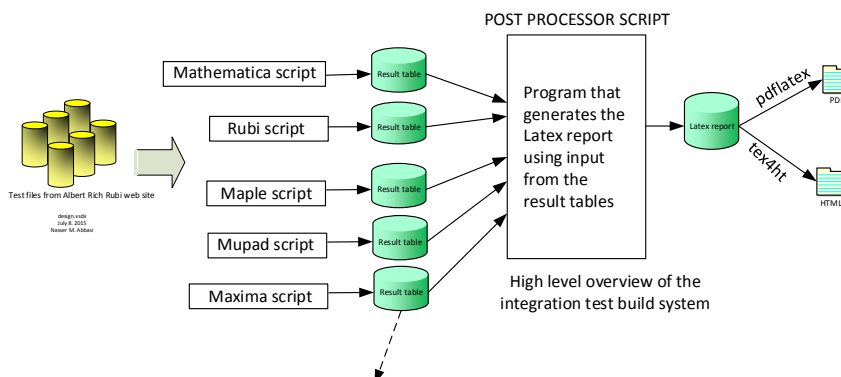 POST PROCESSOR SCRIPT
Mathematica script
Result table
Rubi script
Result table
Maple script
Result table
Mupad script
Result table
Maxima script
Result table
Test files from Albert Rich Rubi web site
design.vsdx
July 8. 2015
Nasser M. Abbasi
Program that
generates the
Latex report
using input
from the
result tables
High level overview of the
integration test build system
Latex report
pdflatex
tex4ht
HTML